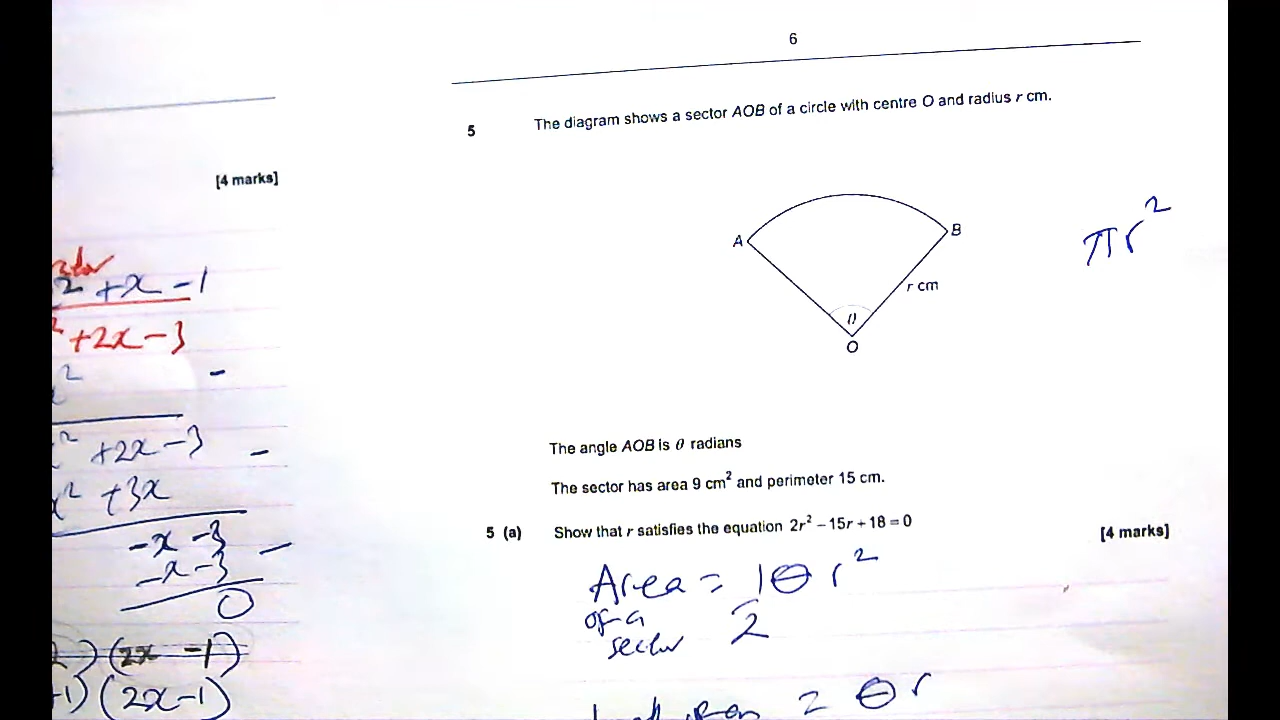 6
5 The diagram shows a sector AOB of a circle with centre O and radius r cm.
[4 marks]
πr²
A
B
r cm
θ
O
+x -1
+2x-3
-
+2x-3 -
+3x
-x -3 -
-x-3
0
(2x -1)
(2x-1)
The angle AOB is θ radians
The sector has area 9 cm² and perimeter 15 cm.
5 (a) Show that r satisfies the equation 2r² – 15r + 18 = 0
[4 marks]
Area = 1θ r²
of a 2
sector
= θr